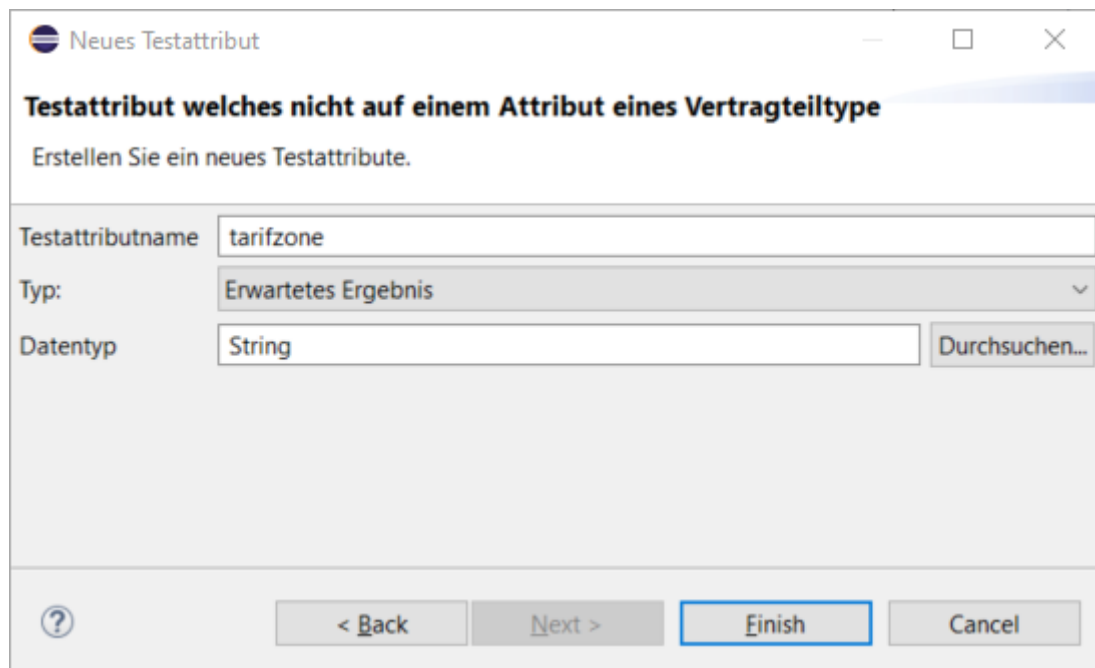 Neues Testattribut
Testattribut welches nicht auf einem Attribut eines Vertragteiltype
Erstellen Sie ein neues Testattribute.
Testattributname tarifzone
Typ: Erwartetes Ergebnis
Datentyp String Durchsuchen...
? < Back Next > Finish Cancel